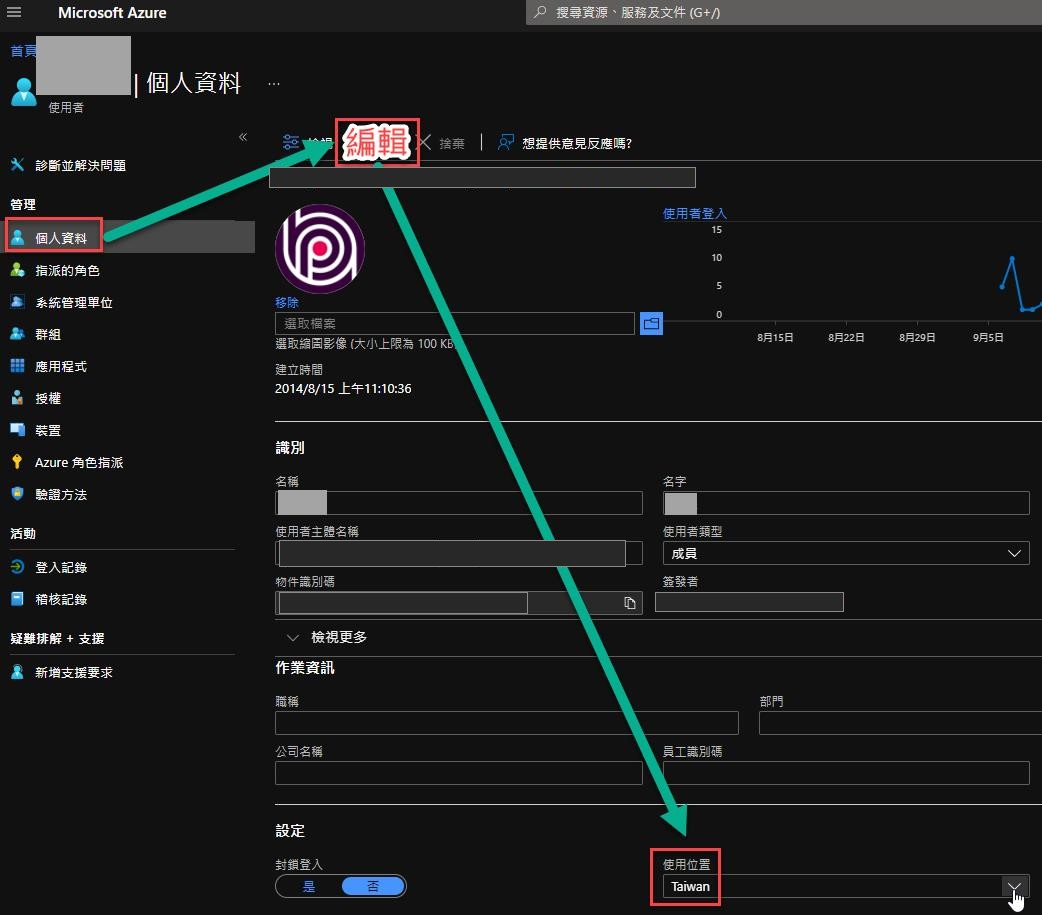 Microsoft Azure
搜尋資源、服務及文件 (G+/)
首頁
| 個人資料
...
使用者
診斷並解決問題
管理
個人資料
指派的角色
系統管理單位
群組
應用程式
授權
裝置
Azure 角色指派
驗證方法
活動
登入記錄
稽核記錄
疑難排解 + 支援
新增支援要求
編輯
捨棄
想提供意見反應嗎?
移除
選取檔案
選取縮圖影像 (大小上限為 100 KB
建立時間
2014/8/15 上午11:10:36
使用者登入
15
10
5
0
8月15日
8月22日
8月29日
9月5日
識別
名稱
名字
使用者主體名稱
使用者類型
成員
物件識別碼
簽發者
檢視更多
作業資訊
職稱
部門
公司名稱
員工識別碼
設定
封鎖登入
是
否
使用位置
Taiwan